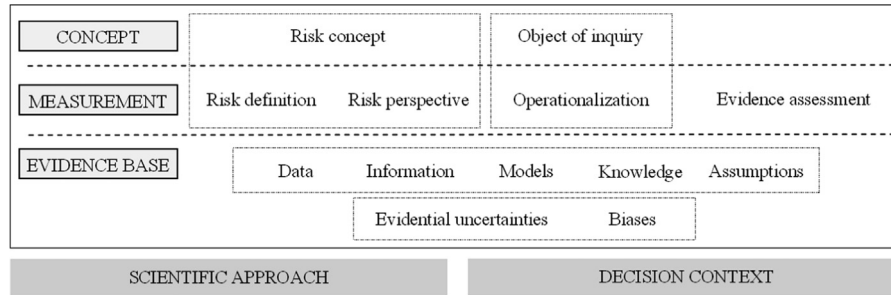 CONCEPT Risk concept Object of inquiry
MEASUREMENT Risk definition Risk perspective Operationalization Evidence assessment
EVIDENCE BASE Data Information Models Knowledge Assumptions
Evidential uncertainties Biases
SCIENTIFIC APPROACH DECISION CONTEXT